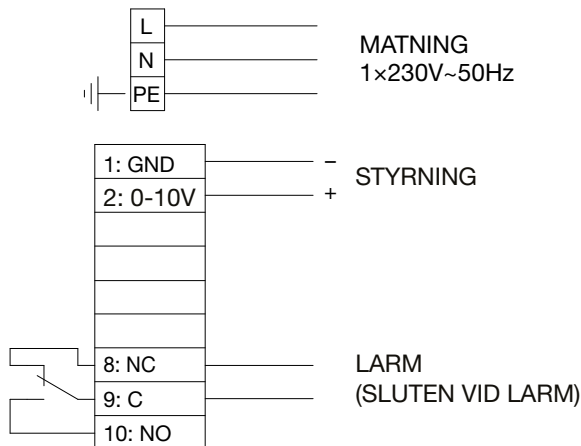 L
N
PE
MATNING
1×230V~50Hz
1: GND
2: 0-10V
–
+
STYRNING
8: NC
9: C
10: NO
LARM
(SLUTEN VID LARM)